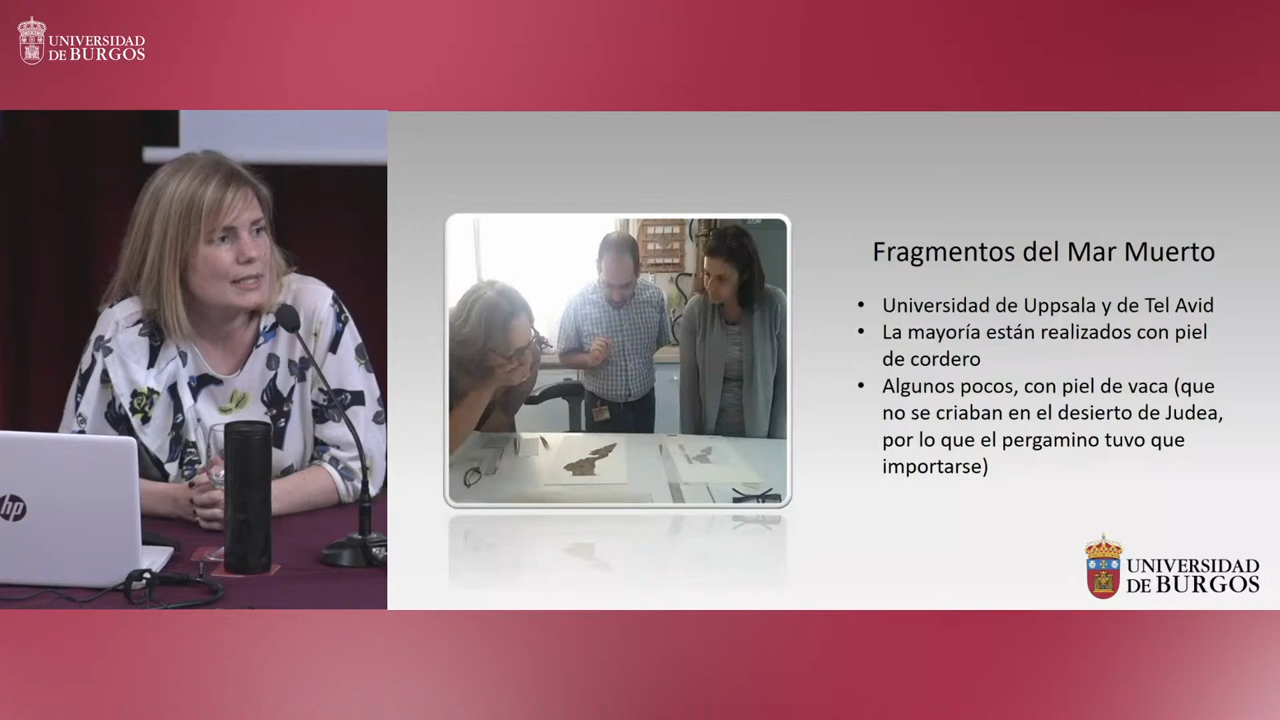 UNIVERSIDAD
DE BURGOS
Fragmentos del Mar Muerto
• Universidad de Uppsala y de Tel Avid
• La mayoría están realizados con piel
de cordero
• Algunos pocos, con piel de vaca (que
no se criaban en el desierto de Judea,
por lo que el pergamino tuvo que
importarse)
hp
UNIVERSIDAD
DE BURGOS